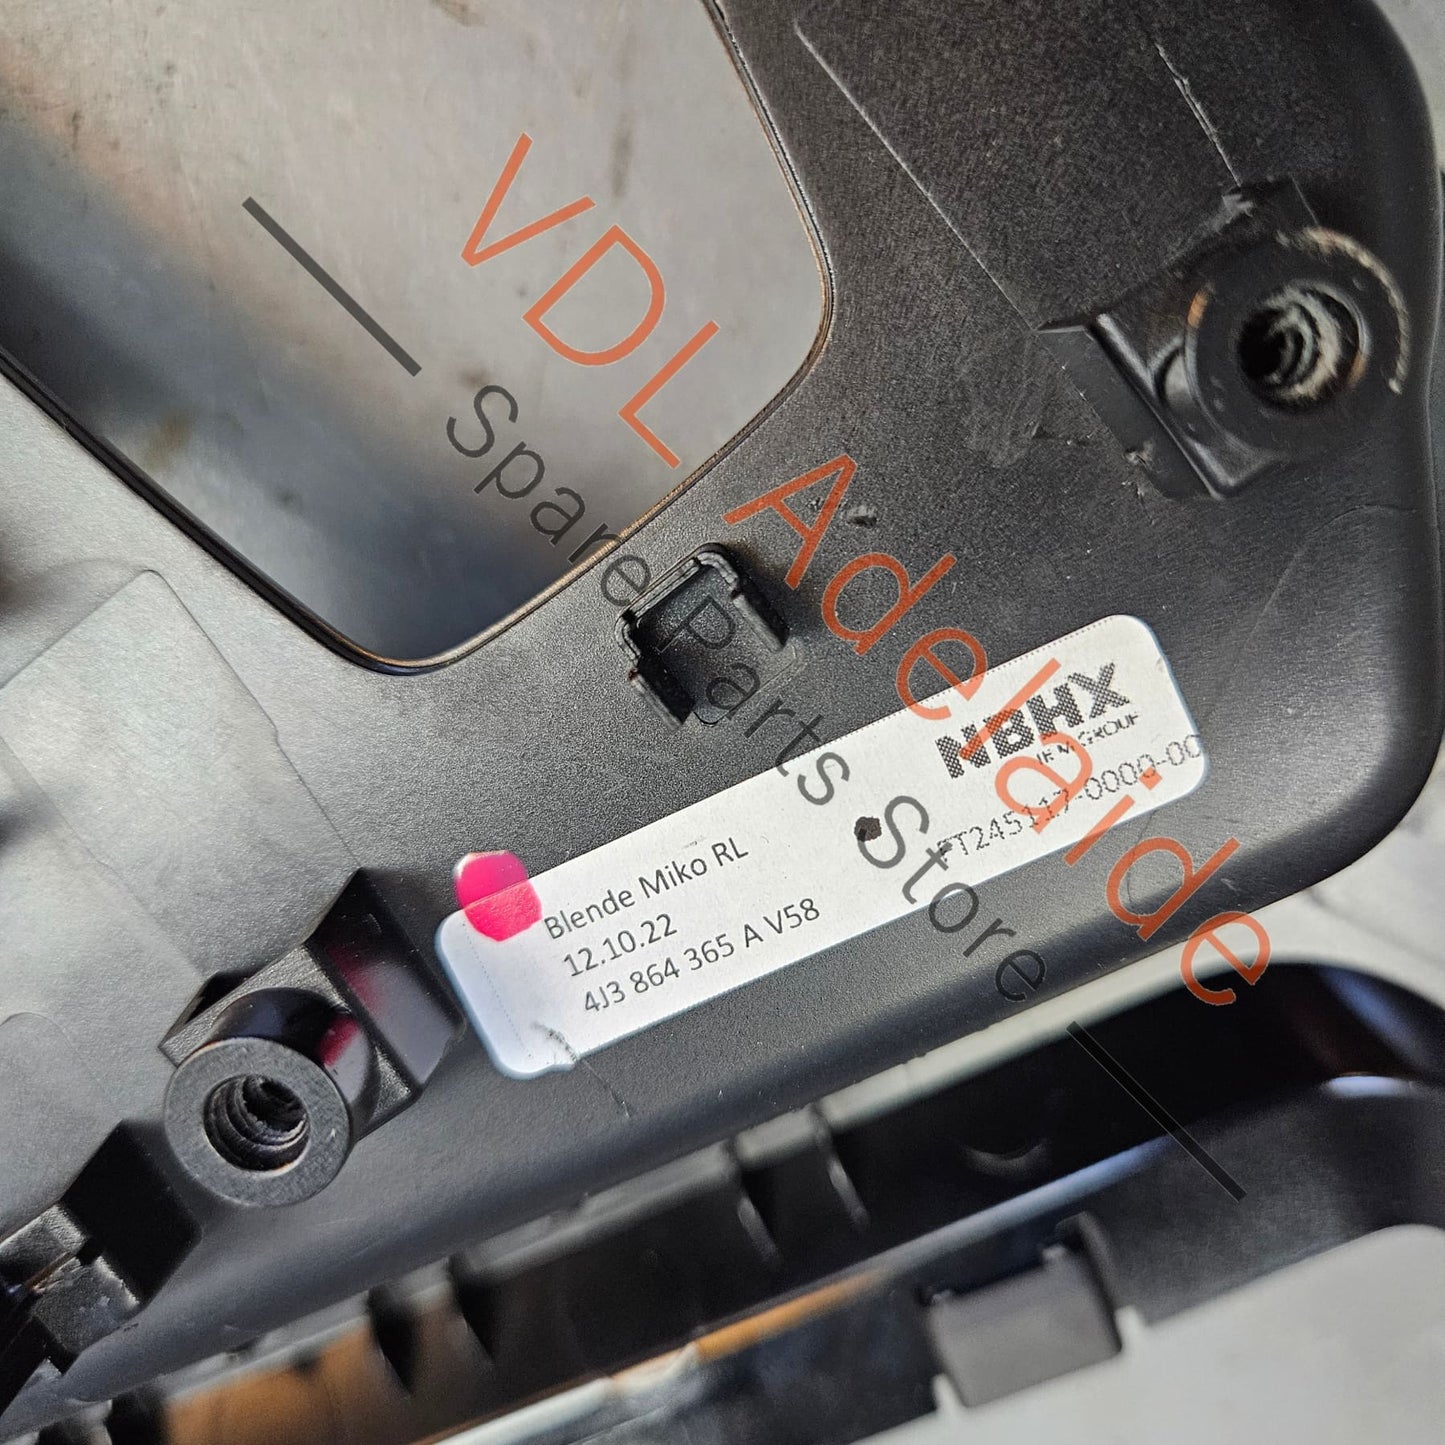 VDL Adelaide
Spare Parts Store
NBHX
Blende Miko RL
12.10.22
4J3 864 365 A V58